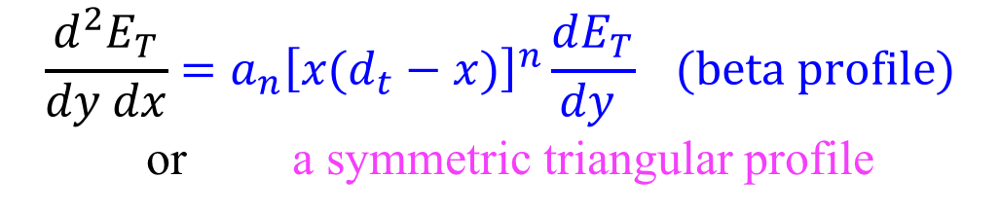 d²E_T / dy dx = a_n[x(d_t − x)]ⁿ dE_T / dy (beta profile)
or a symmetric triangular profile